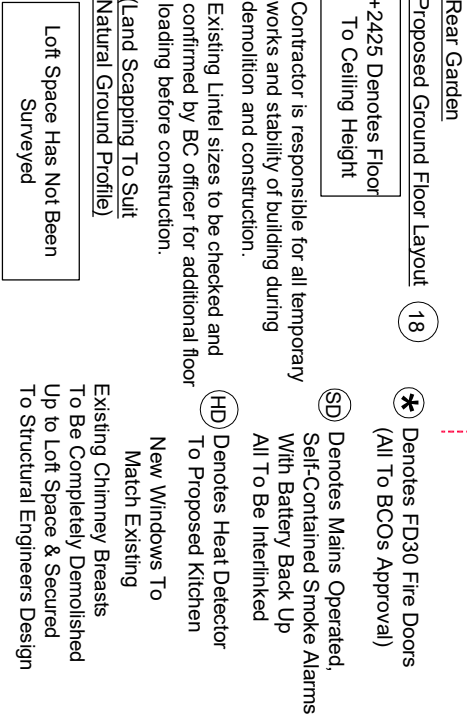 Rear Garden
Proposed Ground Floor Layout
18
+2425 Denotes Floor
To Ceiling Height
Contractor is responsible for all temporary
works and stability of building during
demolition and construction.
Existing Lintel sizes to be checked and
confirmed by BC officer for additional floor
loading before construction.
(Land Scapping To Suit
Natural Ground Profile)
Loft Space Has Not Been
Surveyed
* Denotes FD30 Fire Doors
(All To BCOs Approval)
SD Denotes Mains Operated,
Self-Contained Smoke Alarms
With Battery Back Up
All To Be Interlinked
HD Denotes Heat Detector
To Proposed Kitchen
New Windows To
Match Existing
Existing Chimney Breasts
To Be Completely Demolished
Up to Loft Space & Secured
To Structural Engineers Design